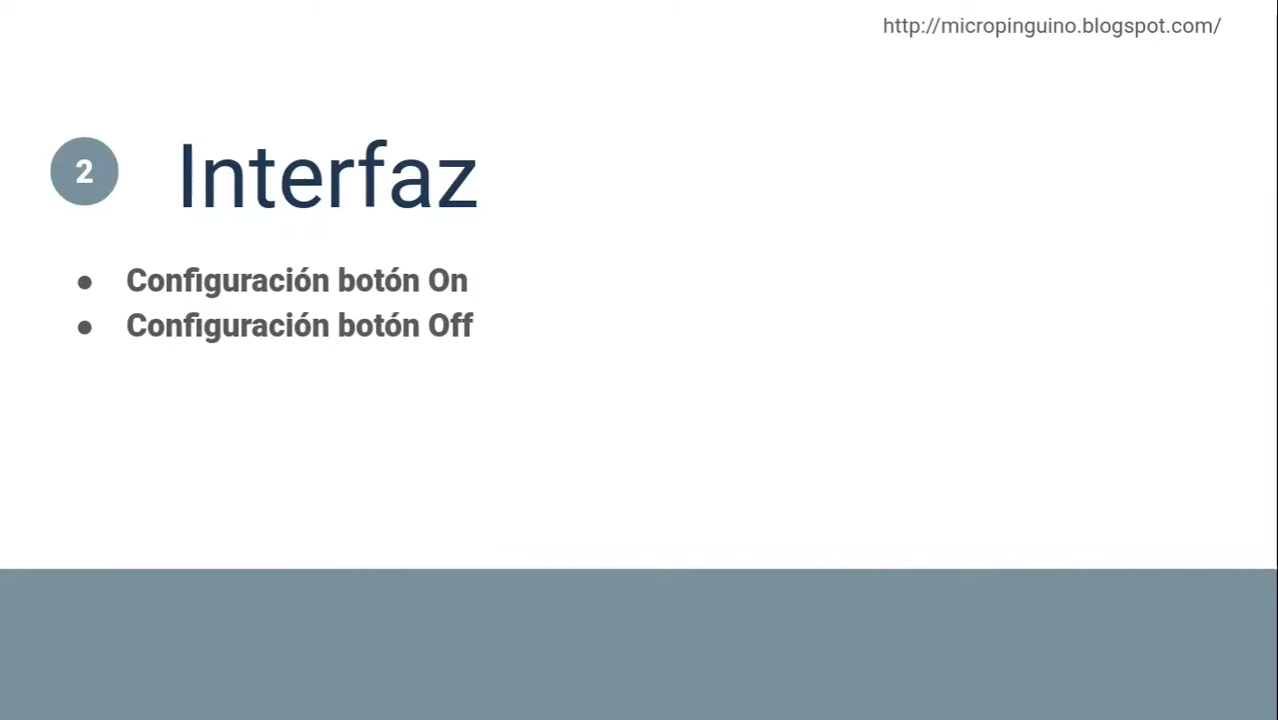 http://micropinguino.blogspot.com/
2 Interfaz
● Configuración botón On
● Configuración botón Off